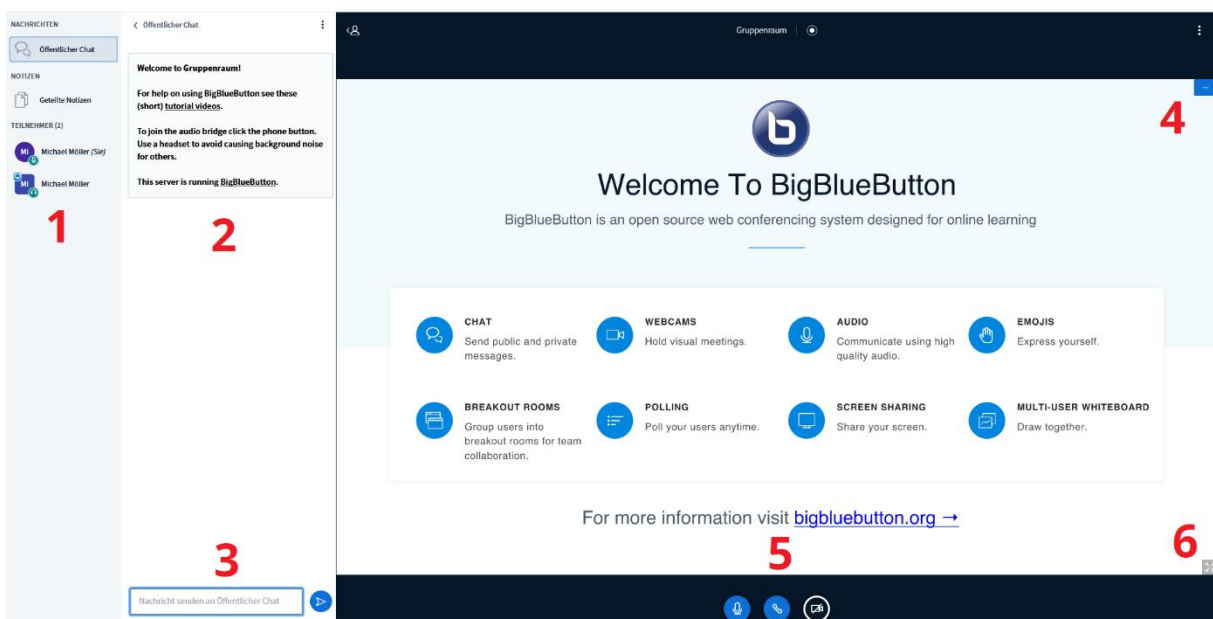 NACHRICHTEN
Öffentlicher Chat
NOTIZEN
Geteilte Notizen
TEILNEHMER (2)
MI Michael Möller (Sie)
MI Michael Möller
1
Öffentlicher Chat
Welcome to Gruppenraum!
For help on using BigBlueButton see these
(short) tutorial videos.
To join the audio bridge click the phone button.
Use a headset to avoid causing background noise
for others.
This server is running BigBlueButton.
2
3
Nachricht senden an Öffentlicher Chat
Gruppenraum
4
b
Welcome To BigBlueButton
BigBlueButton is an open source web conferencing system designed for online learning
CHAT
Send public and private
messages.
WEBCAMS
Hold visual meetings.
AUDIO
Communicate using high
quality audio.
EMOJIS
Express yourself.
BREAKOUT ROOMS
Group users into
breakout rooms for team
collaboration.
POLLING
Poll your users anytime.
SCREEN SHARING
Share your screen.
MULTI-USER WHITEBOARD
Draw together.
For more information visit bigbluebutton.org →
5
6